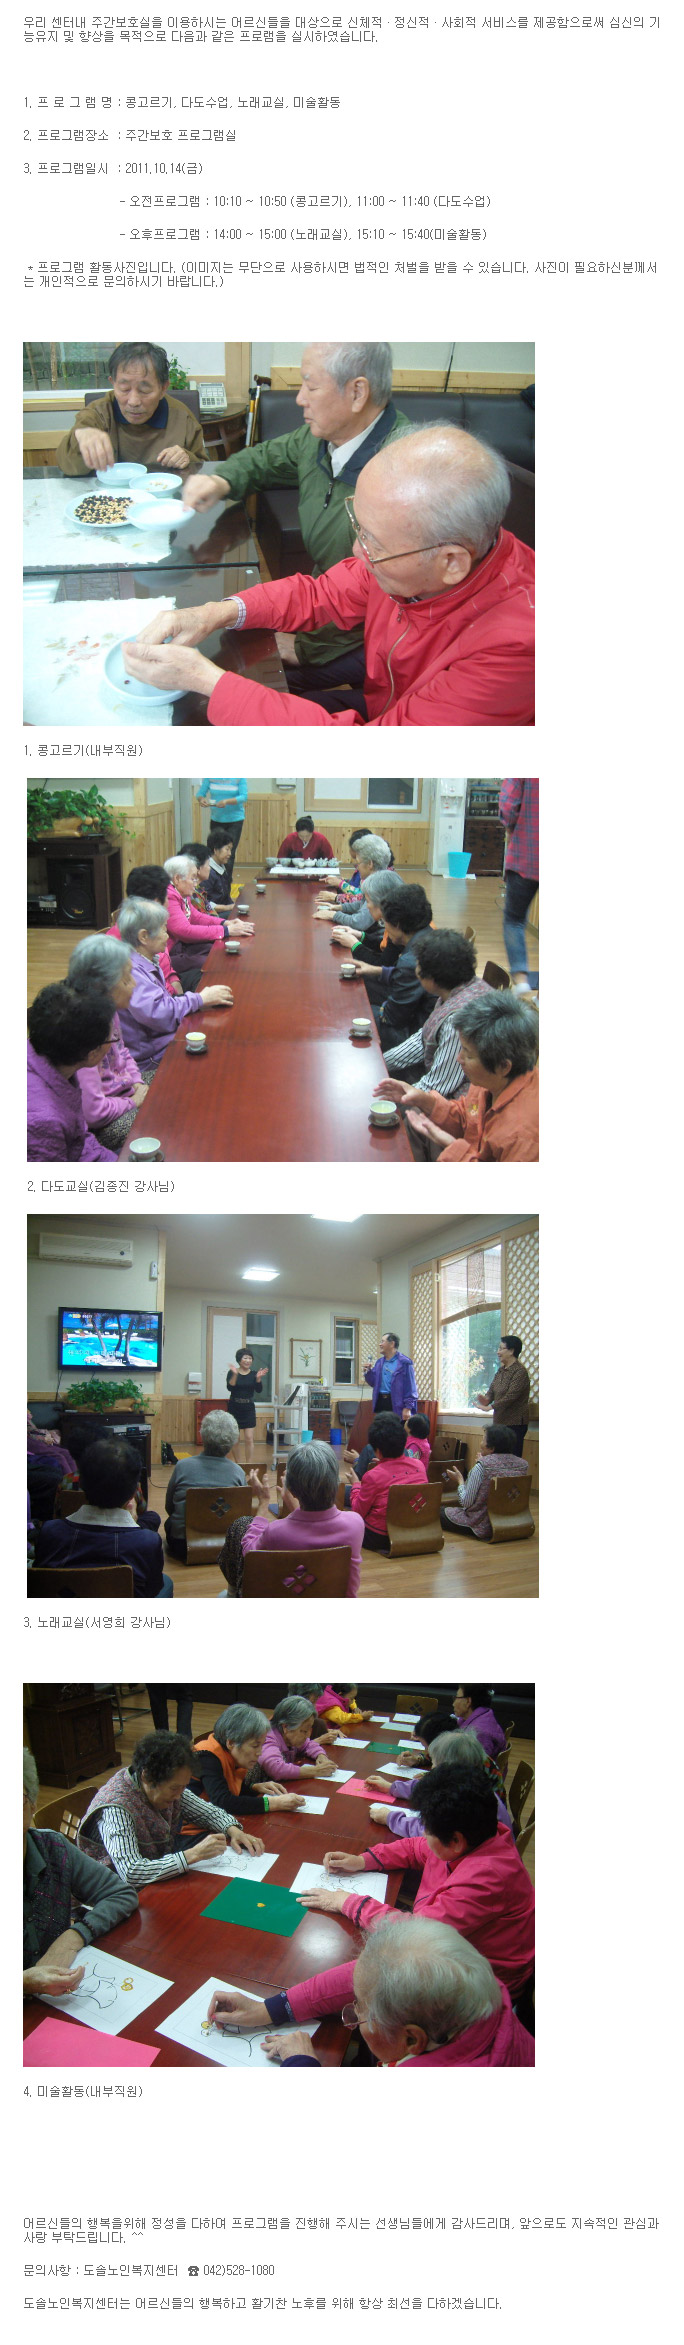 우리 센터내 주간보호실을 이용하시는 어르신들을 대상으로 신체적 · 정신적 · 사회적 서비스를 제공함으로써 심신의 기
능유지 및 향상을 목적으로 다음과 같은 프로램을 실시하였습니다.
1. 프 로 그 램 명 : 콩고르기, 다도수업, 노래교실, 미술활동
2. 프로그램장소 : 주간보호 프로그램실
3. 프로그램일시 : 2011.10.14(금)
- 오전프로그램 : 10:10 ~ 10:50 (콩고르기), 11:00 ~ 11:40 (다도수업)
- 오후프로그램 : 14:00 ~ 15:00 (노래교실), 15:10 ~ 15:40(미술활동)
* 프로그램 활동사진입니다. (이미지는 무단으로 사용하시면 법적인 처벌을 받을 수 있습니다. 사진이 필요하신분께서
는 개인적으로 문의하시기 바랍니다.)
1. 콩고르기(내부직원)
2. 다도교실(김종진 강사님)
3. 노래교실(서영희 강사님)
4. 미술활동(내부직원)
어르신들의 행복을위해 정성을 다하여 프로그램을 진행해 주시는 선생님들에게 감사드리며, 앞으로도 지속적인 관심과
사랑 부탁드립니다. ^^
문의사항 : 도솔노인복지센터 ☎ 042)528-1080
도솔노인복지센터는 어르신들의 행복하고 활기찬 노후를 위해 항상 최선을 다하겠습니다.